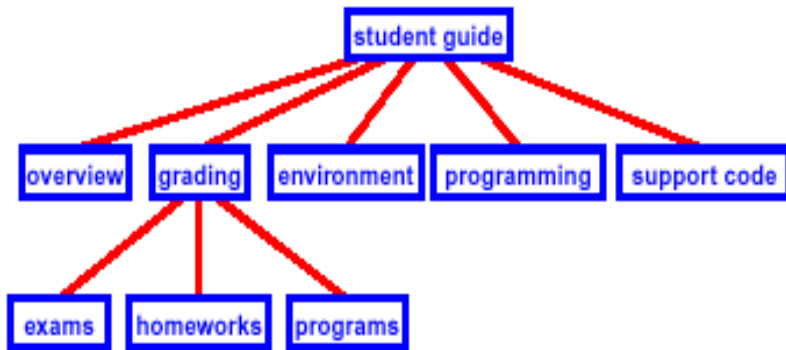 student guide
overview
grading
environment
programming
support code
exams
homeworks
programs